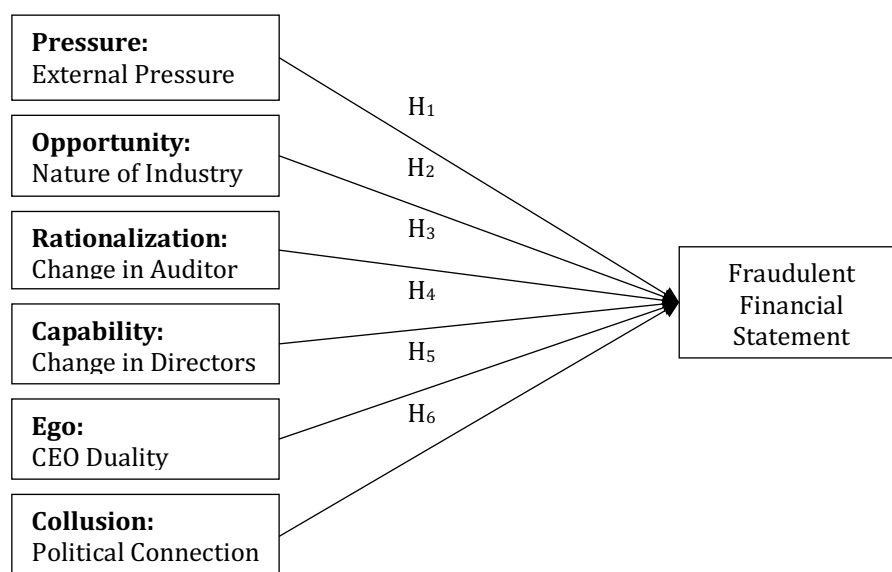 Pressure:
External Pressure
Opportunity:
Nature of Industry
Rationalization:
Change in Auditor
Capability:
Change in Directors
Ego:
CEO Duality
Collusion:
Political Connection
H₁
H₂
H₃
H₄
H₅
H₆
Fraudulent
Financial
Statement